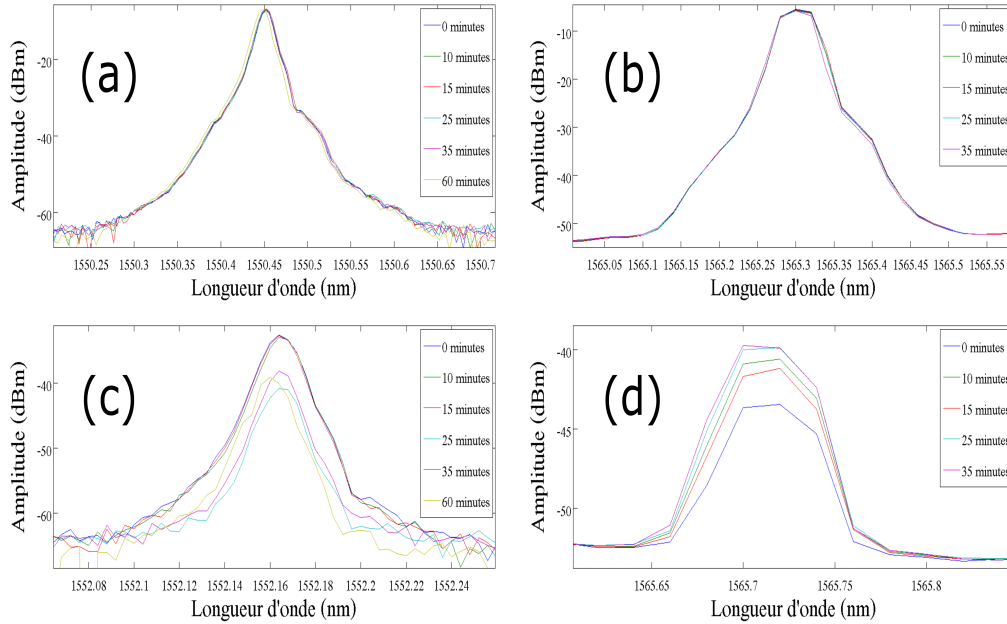 (a)
Amplitude (dBm)
-20
-40
-60
1550.25 1550.3 1550.35 1550.4 1550.45 1550.5 1550.55 1550.6 1550.65 1550.7
Longueur d'onde (nm)
0 minutes
10 minutes
15 minutes
25 minutes
35 minutes
60 minutes
(b)
Amplitude (dBm)
-10
-20
-30
-40
-50
1565.05 1565.1 1565.15 1565.2 1565.25 1565.3 1565.35 1565.4 1565.45 1565.5 1565.55
Longueur d'onde (nm)
0 minutes
10 minutes
15 minutes
25 minutes
35 minutes
(c)
Amplitude (dBm)
-40
-50
-60
1552.08 1552.1 1552.12 1552.14 1552.16 1552.18 1552.2 1552.22 1552.24
Longueur d'onde (nm)
0 minutes
10 minutes
15 minutes
25 minutes
35 minutes
60 minutes
(d)
Amplitude (dBm)
-40
-45
-50
1565.65 1565.7 1565.75 1565.8
Longueur d'onde (nm)
0 minutes
10 minutes
15 minutes
25 minutes
35 minutes